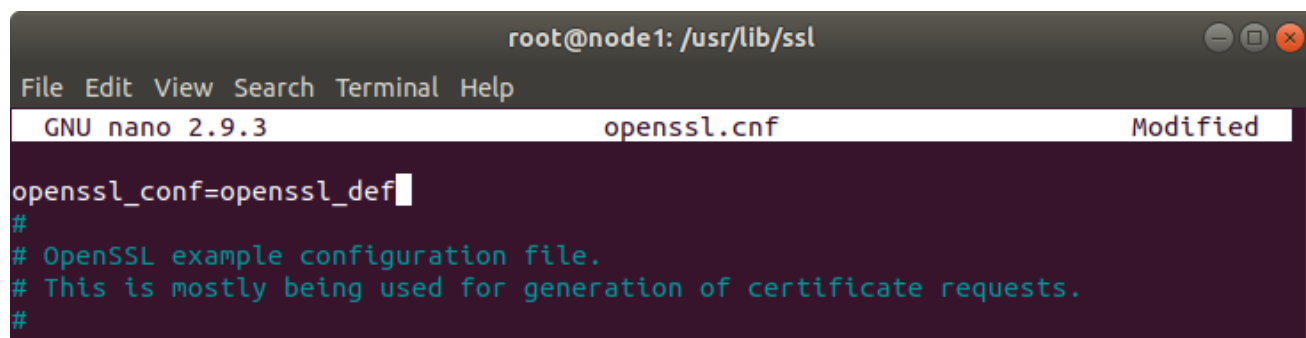 root@node1: /usr/lib/ssl
File Edit View Search Terminal Help
GNU nano 2.9.3 openssl.cnf Modified
openssl_conf=openssl_def
#
# OpenSSL example configuration file.
# This is mostly being used for generation of certificate requests.
#